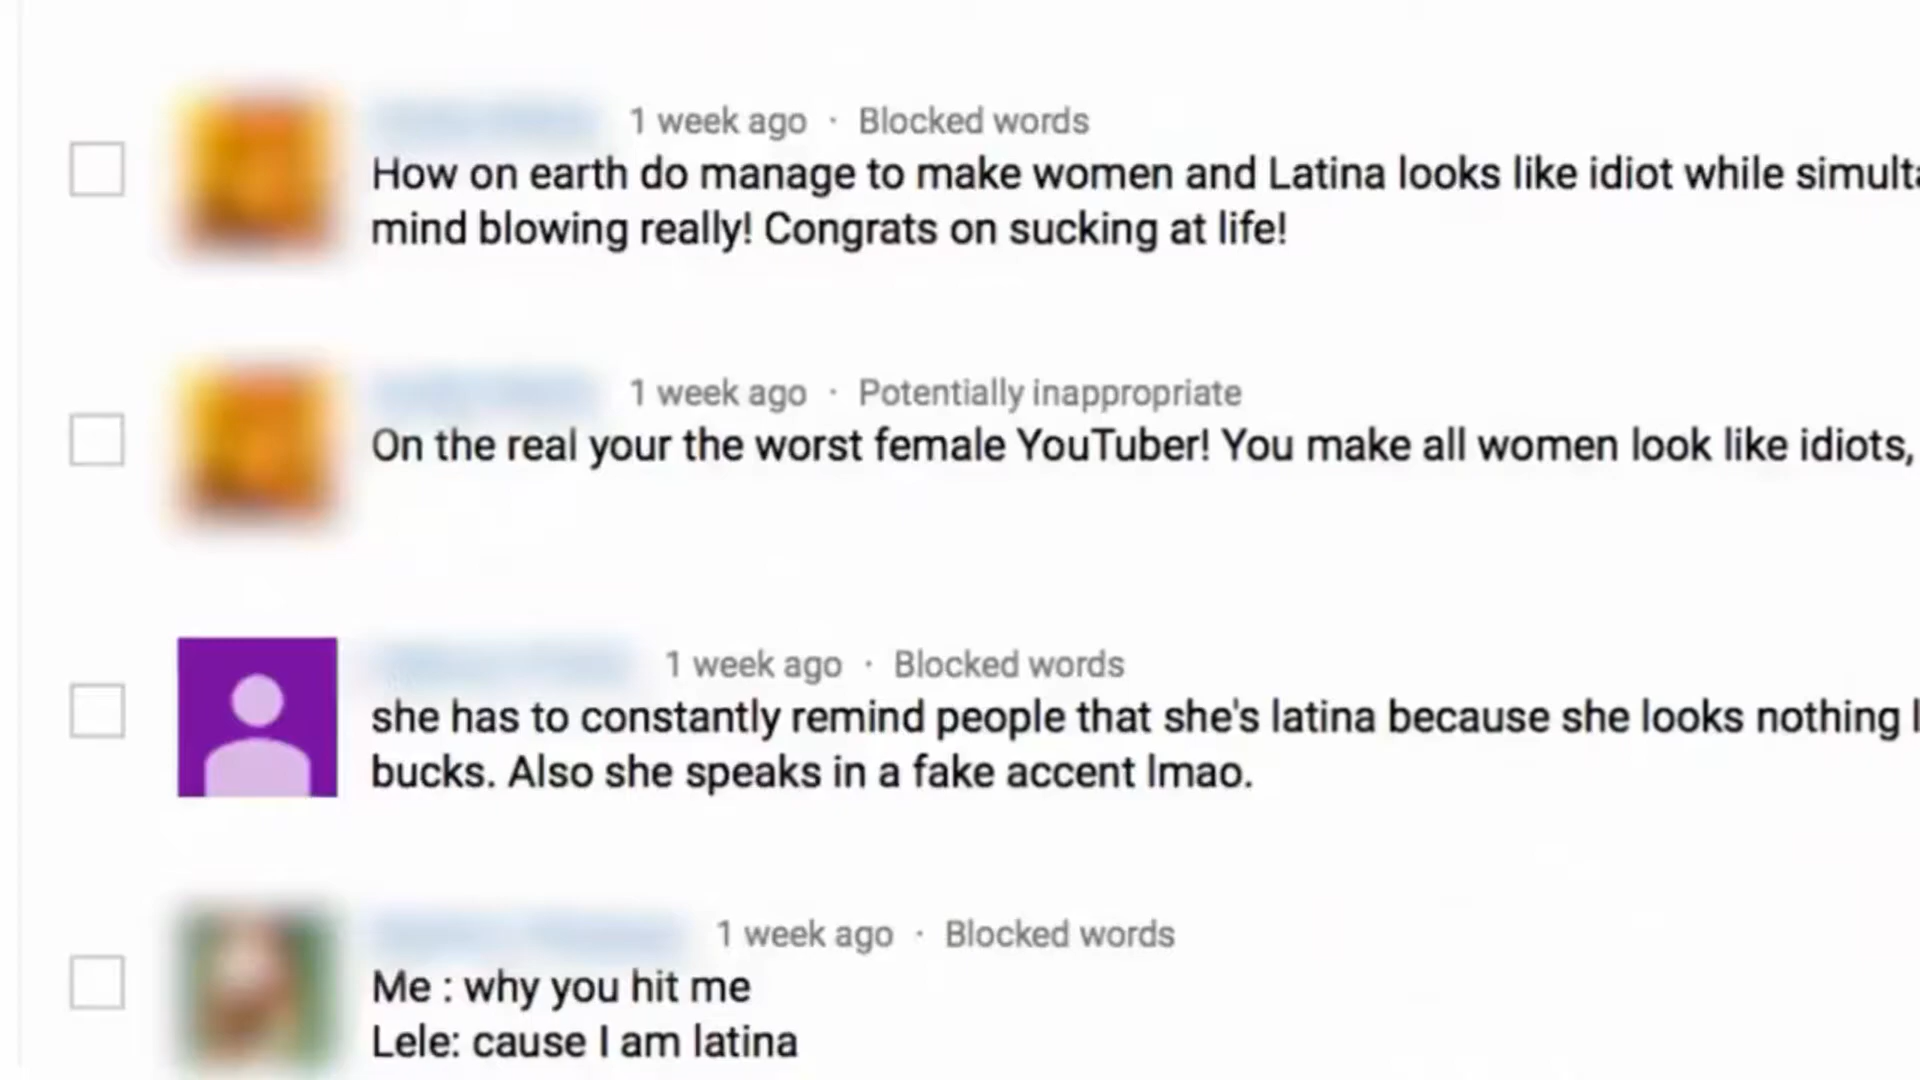 1 week ago · Blocked words
How on earth do manage to make women and Latina looks like idiot while
mind blowing really! Congrats on sucking at life!
1 week ago · Potentially inappropriate
On the real your the worst female YouTuber! You make all women look like idiots,
1 week ago · Blocked words
she has to constantly remind people that she's latina because she looks nothing
bucks. Also she speaks in a fake accent lmao.
1 week ago · Blocked words
Me : why you hit me
Lele: cause I am latina